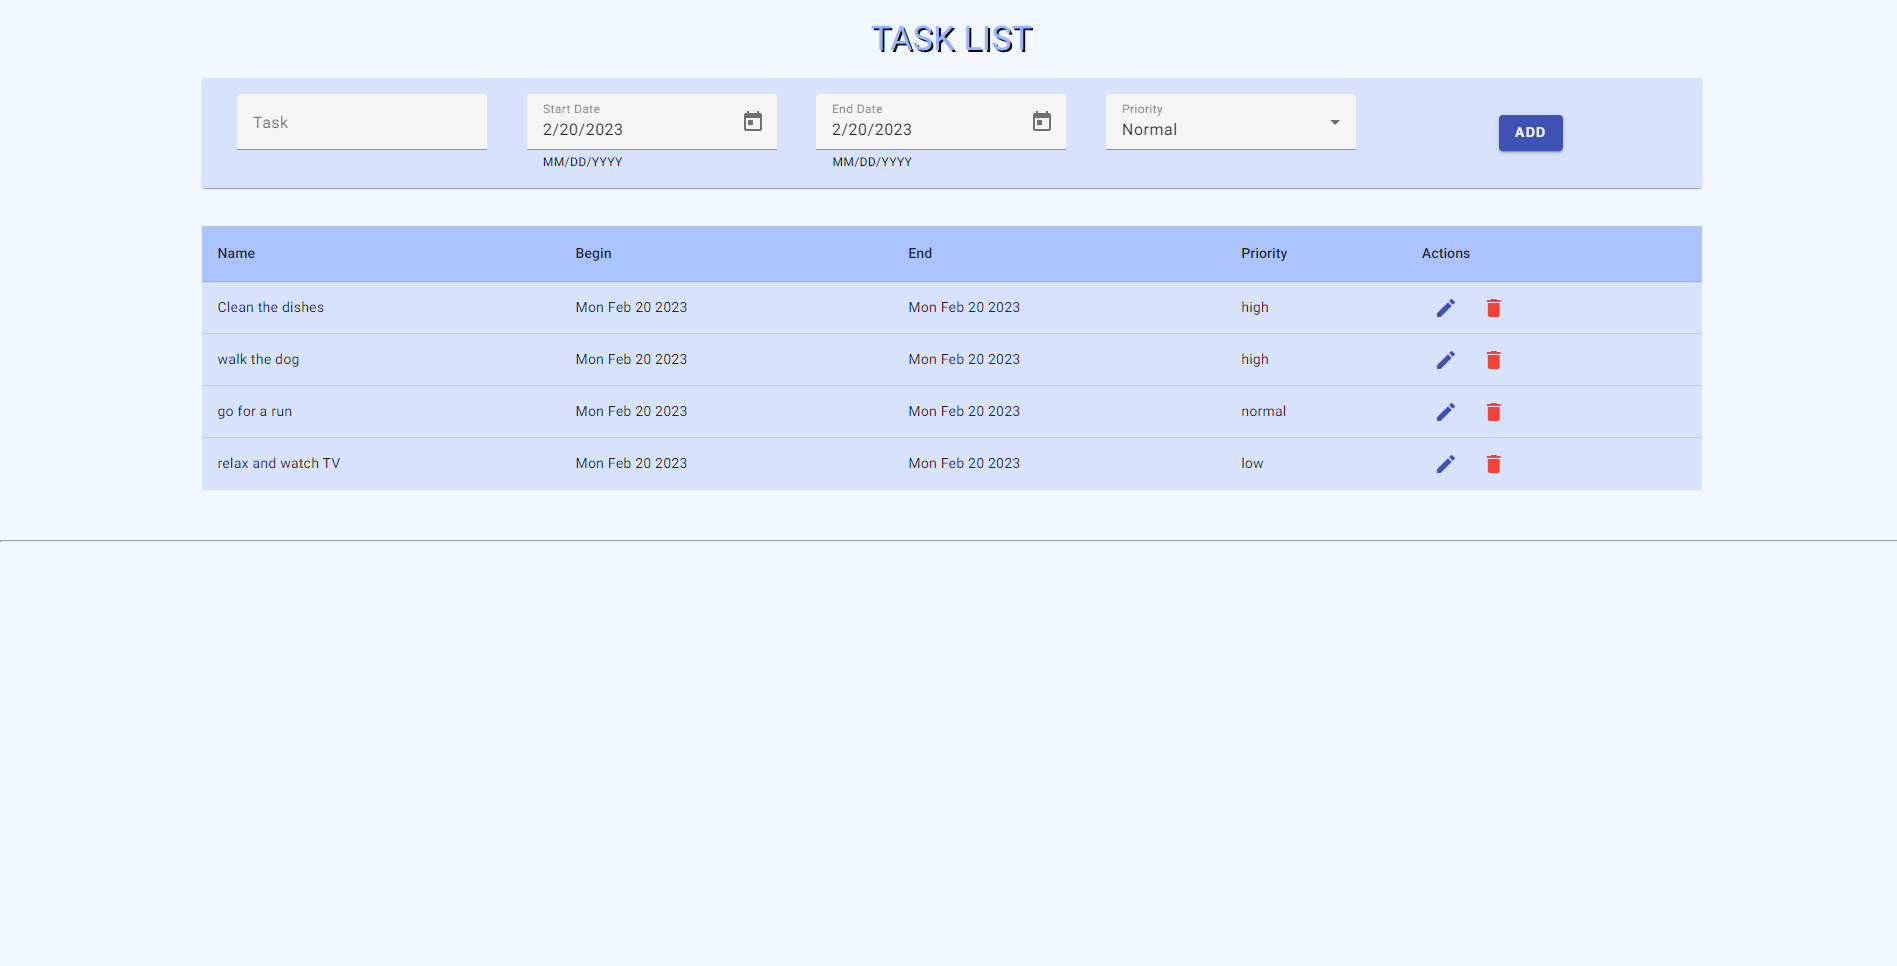 TASK LIST
Task
Start Date
2/20/2023
MM/DD/YYYY
End Date
2/20/2023
MM/DD/YYYY
Priority
Normal
ADD
Name Begin End Priority Actions
Clean the dishes Mon Feb 20 2023 Mon Feb 20 2023 high
walk the dog Mon Feb 20 2023 Mon Feb 20 2023 high
go for a run Mon Feb 20 2023 Mon Feb 20 2023 normal
relax and watch TV Mon Feb 20 2023 Mon Feb 20 2023 low